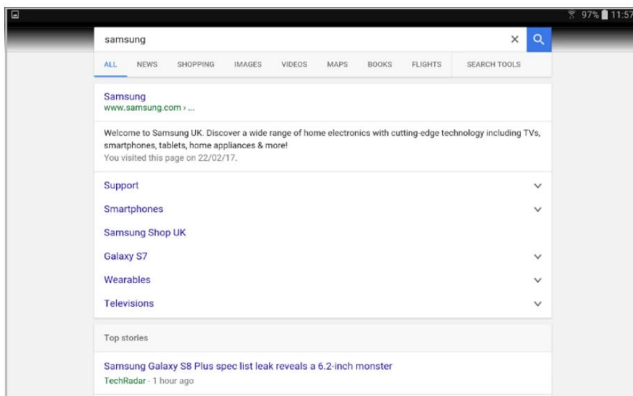 97% 11:57
samsung
ALL NEWS SHOPPING IMAGES VIDEOS MAPS BOOKS FLIGHTS SEARCH TOOLS
Samsung
www.samsung.com › ...
Welcome to Samsung UK. Discover a wide range of home electronics with cutting-edge technology including TVs,
smartphones, tablets, home appliances & more!
You visited this page on 22/02/17.
Support
Smartphones
Samsung Shop UK
Galaxy S7
Wearables
Televisions
Top stories
Samsung Galaxy S8 Plus spec list leak reveals a 6.2-inch monster
TechRadar - 1 hour ago